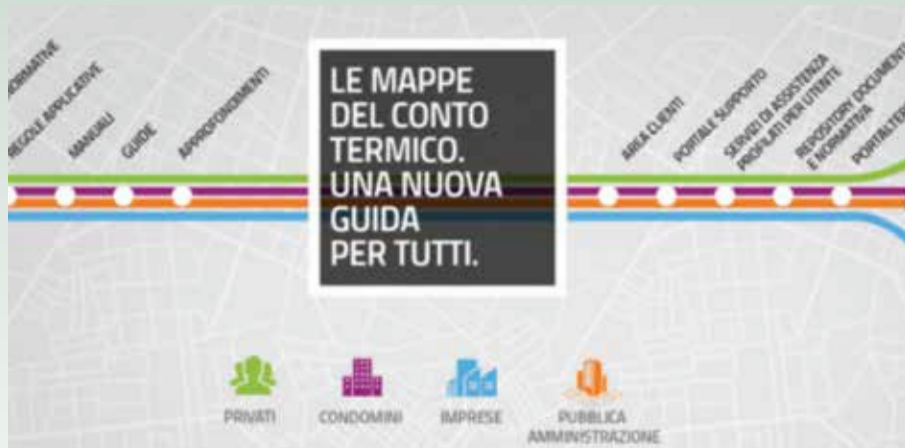 NORMATIVE
REGOLE APPLICATIVE
MANUALI
GUIDE
APPROFONDIMENTI
LE MAPPE
DEL CONTO
TERMICO.
UNA NUOVA
GUIDA
PER TUTTI.
AREA CLIENTI
PORTALE SUPPORTO
SERVIZI DI ASSISTENZA
PROFILATI PER UTENTE
REPOSITORY DOCUMENTI
E NORMATIVA
PRIVATI
CONDOMINI
IMPRESE
PUBBLICA
AMMINISTRAZIONE